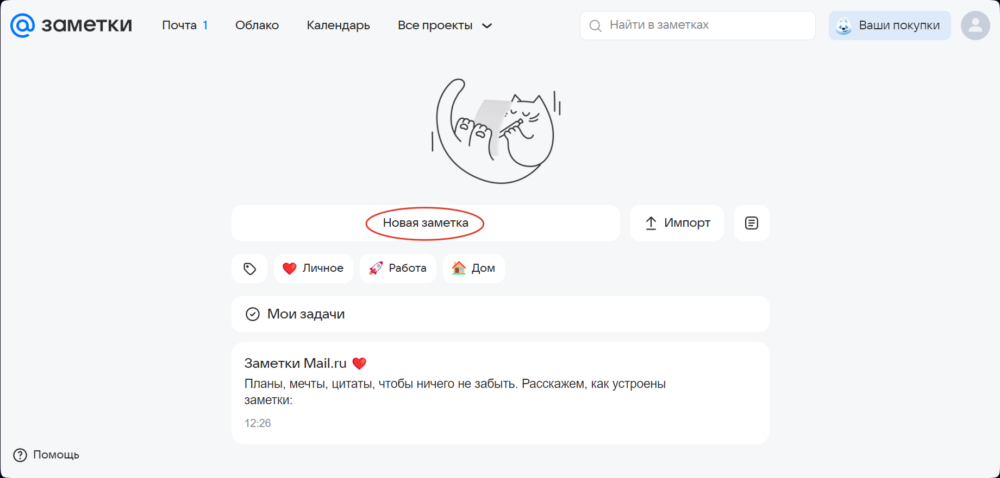 заметки
Почта 1
Облако
Календарь
Все проекты
Найти в заметках
Ваши покупки
Новая заметка
Импорт
Личное
Работа
Дом
Мои задачи
Заметки Mail.ru
Планы, мечты, цитаты, чтобы ничего не забыть. Расскажем, как устроены
заметки:
12:26
Помощь